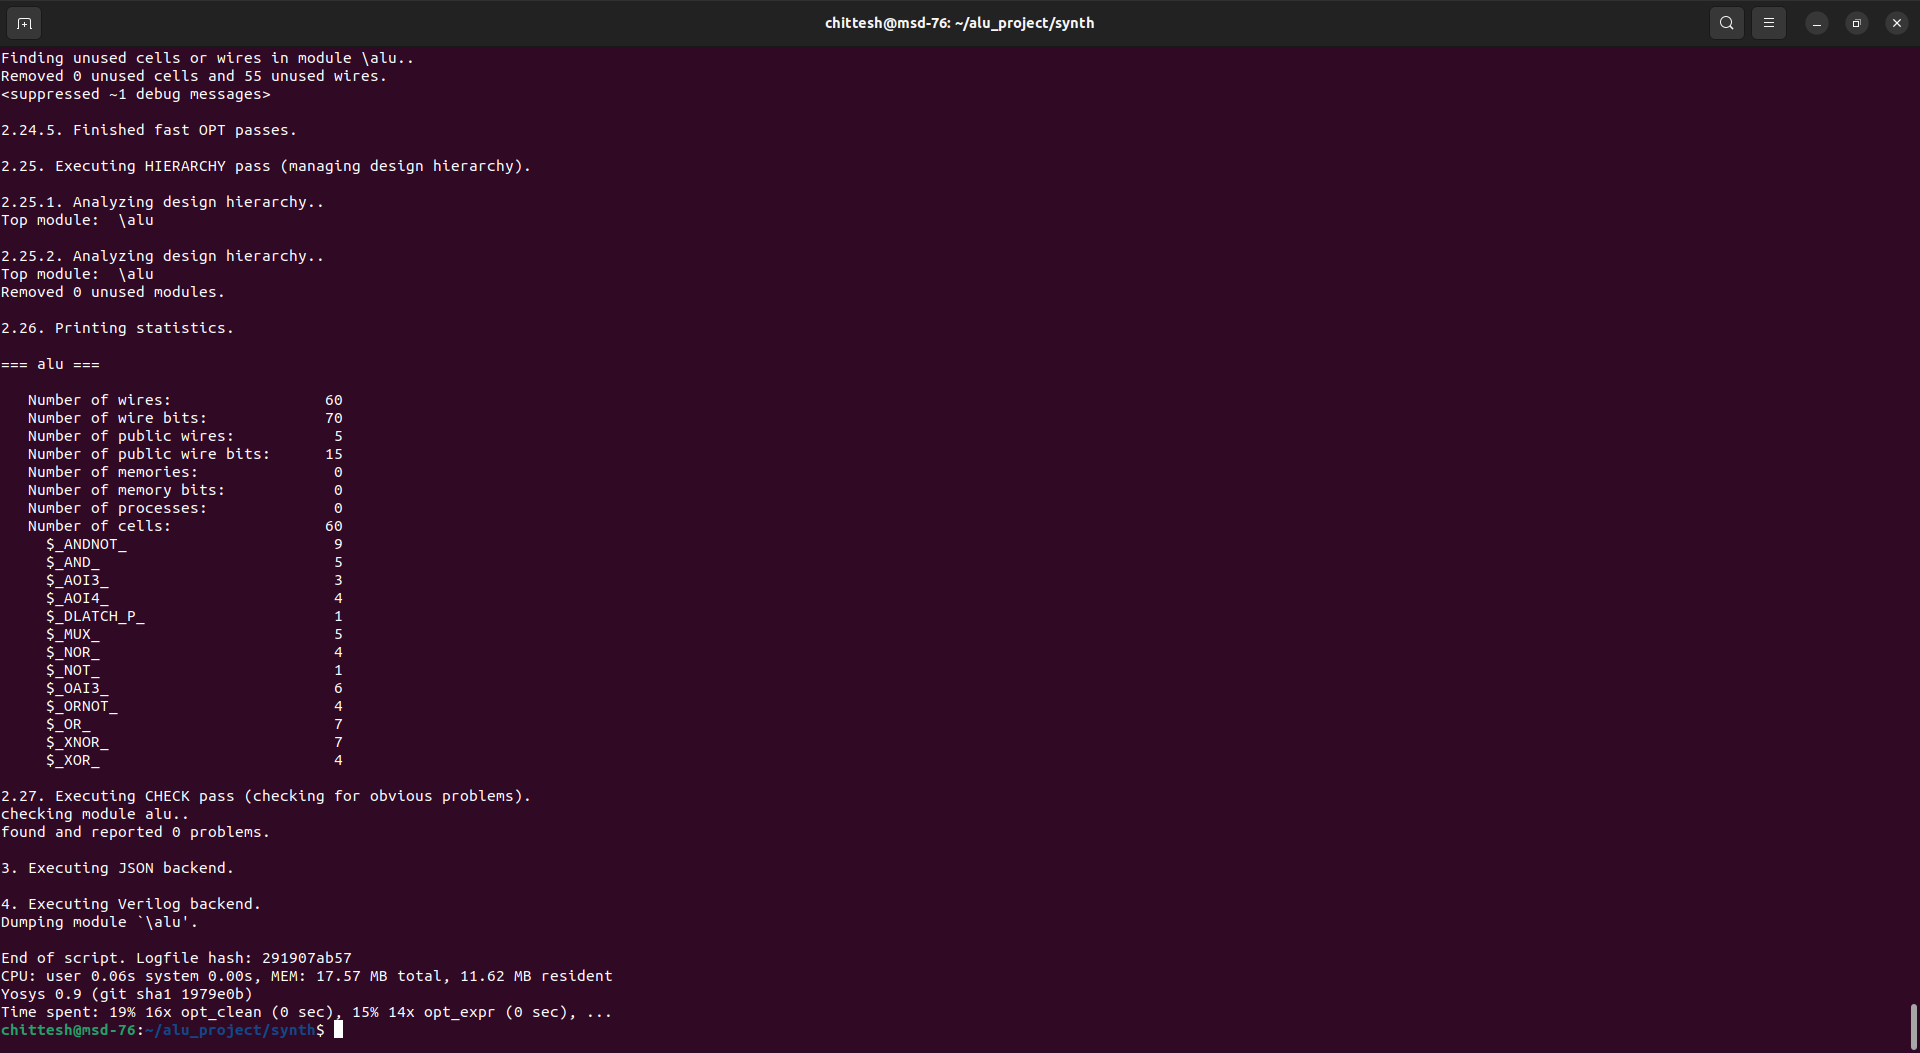 chittesh@msd-76: ~/alu_project/synth
Finding unused cells or wires in module \alu..
Removed 0 unused cells and 55 unused wires.
<suppressed ~1 debug messages>
2.24.5. Finished fast OPT passes.
2.25. Executing HIERARCHY pass (managing design hierarchy).
2.25.1. Analyzing design hierarchy..
Top module:  \alu
2.25.2. Analyzing design hierarchy..
Top module:  \alu
Removed 0 unused modules.
2.26. Printing statistics.
=== alu ===
   Number of wires:                 60
   Number of wire bits:             70
   Number of public wires:           5
   Number of public wire bits:      15
   Number of memories:               0
   Number of memory bits:            0
   Number of processes:              0
   Number of cells:                 60
     $_ANDNOT_                       9
     $_AND_                          5
     $_AOI3_                         3
     $_AOI4_                         4
     $_DLATCH_P_                     1
     $_MUX_                          5
     $_NOR_                          4
     $_NOT_                          1
     $_OAI3_                         6
     $_ORNOT_                        4
     $_OR_                           7
     $_XNOR_                         7
     $_XOR_                          4
2.27. Executing CHECK pass (checking for obvious problems).
checking module alu..
found and reported 0 problems.
3. Executing JSON backend.
4. Executing Verilog backend.
Dumping module `\alu'.
End of script. Logfile hash: 291907ab57
CPU: user 0.06s system 0.00s, MEM: 17.57 MB total, 11.62 MB resident
Yosys 0.9 (git sha1 1979e0b)
Time spent: 19% 16x opt_clean (0 sec), 15% 14x opt_expr (0 sec), ...
chittesh@msd-76:~/alu_project/synth$